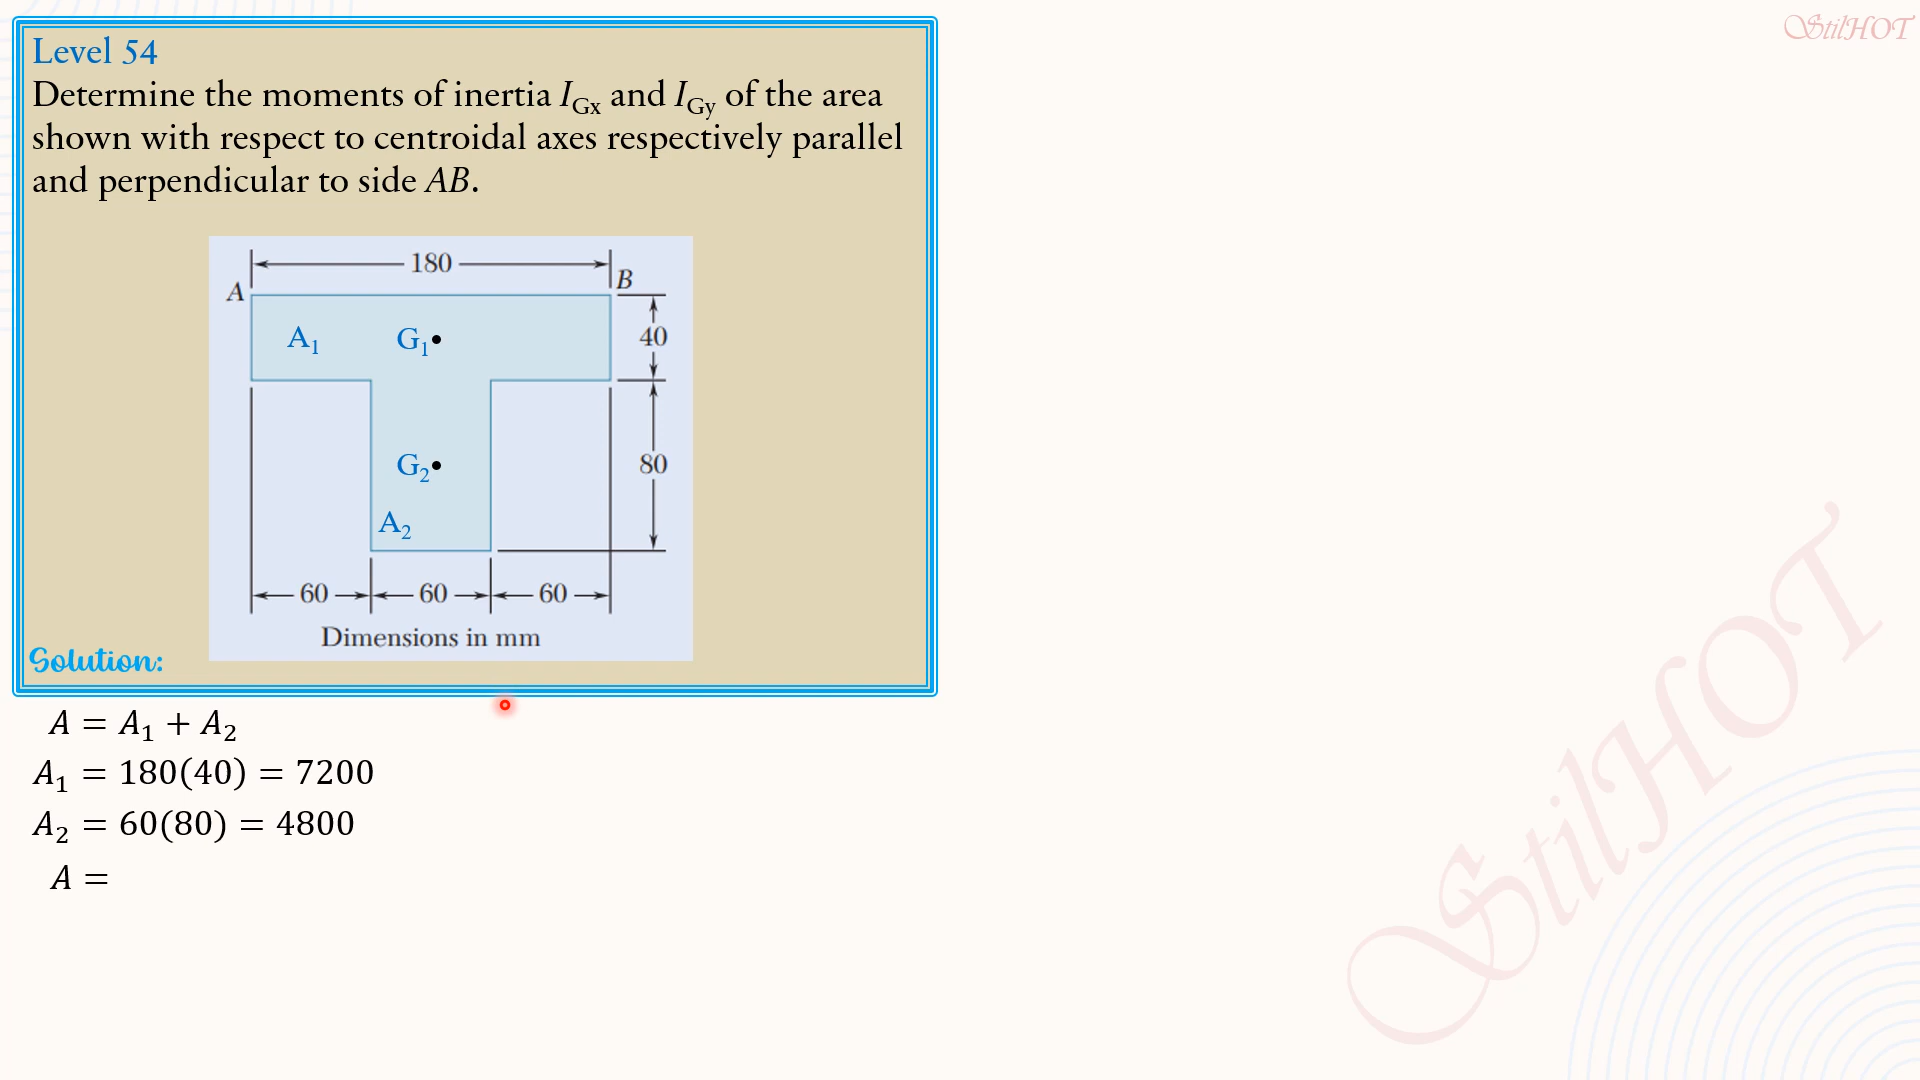 StilHOT
Level 54
Determine the moments of inertia I_Gx and I_Gy of the area
shown with respect to centroidal axes respectively parallel
and perpendicular to side AB.
180
A
B
A₁
G₁
40
G₂
80
A₂
60
60
60
Dimensions in mm
Solution:
A = A₁ + A₂
A₁ = 180(40) = 7200
A₂ = 60(80) = 4800
A =
StilHOT